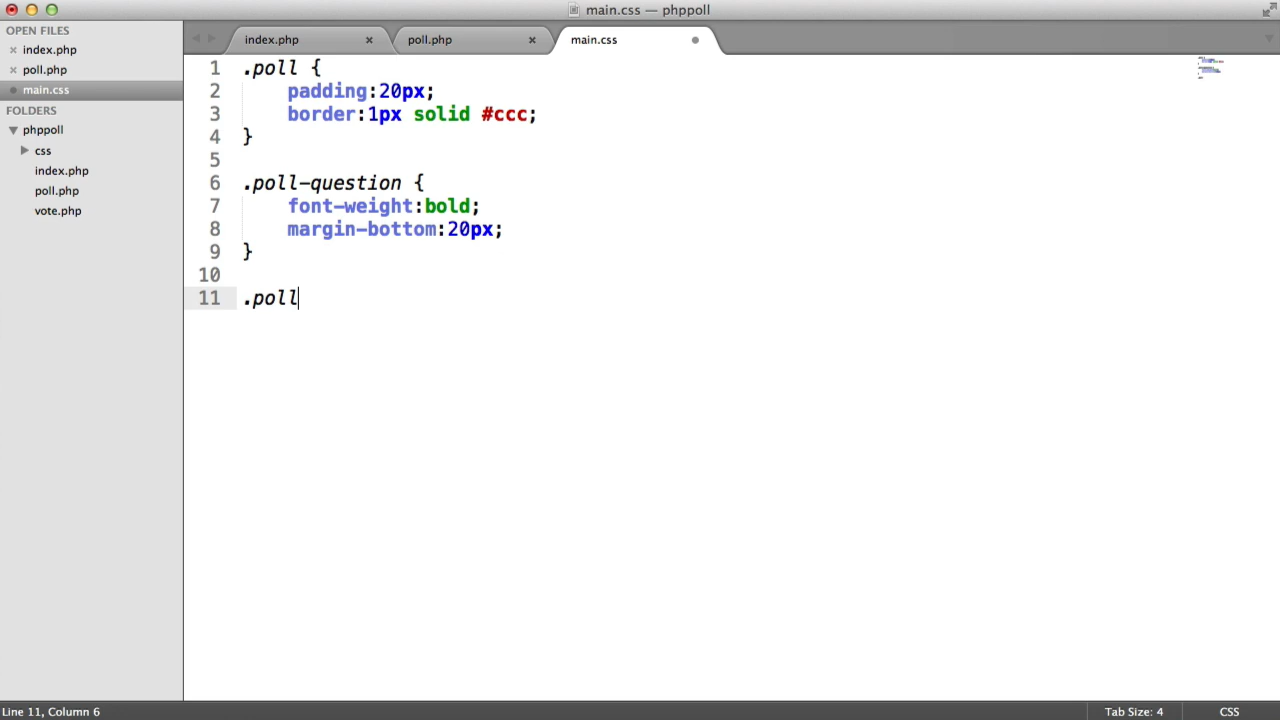 main.css — phppoll
OPEN FILES
index.php
poll.php
main.css
FOLDERS
phppoll
css
index.php
poll.php
vote.php
index.php
poll.php
main.css
1 .poll {
2 padding:20px;
3 border:1px solid #ccc;
4 }
5
6 .poll-question {
7 font-weight:bold;
8 margin-bottom:20px;
9 }
10
11 .poll
Line 11, Column 6
Tab Size: 4
CSS